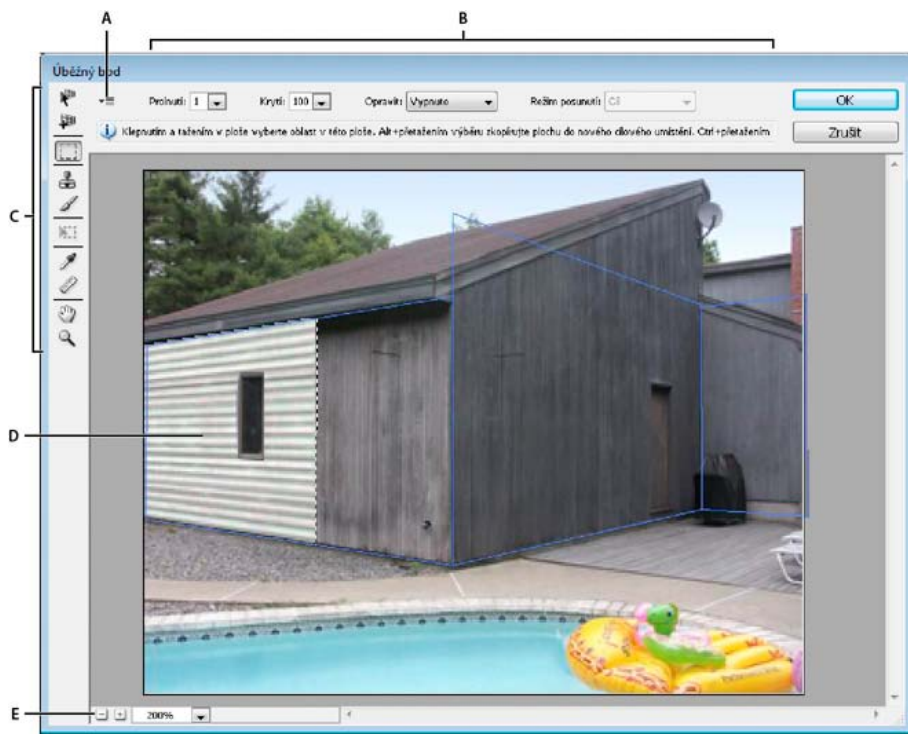 A
B
Úběžný bod
Prolnutí: 1
Krytí: 100
Opravit: Vypnuto
Režim posunutí: Cíl
OK
Klepnutím a tažením v ploše vyberte oblast v této ploše. Alt+přetažením výběru zkopírujte plochu do nového cílového umístění. Ctrl+přetažením
Zrušit
C
D
E
200%